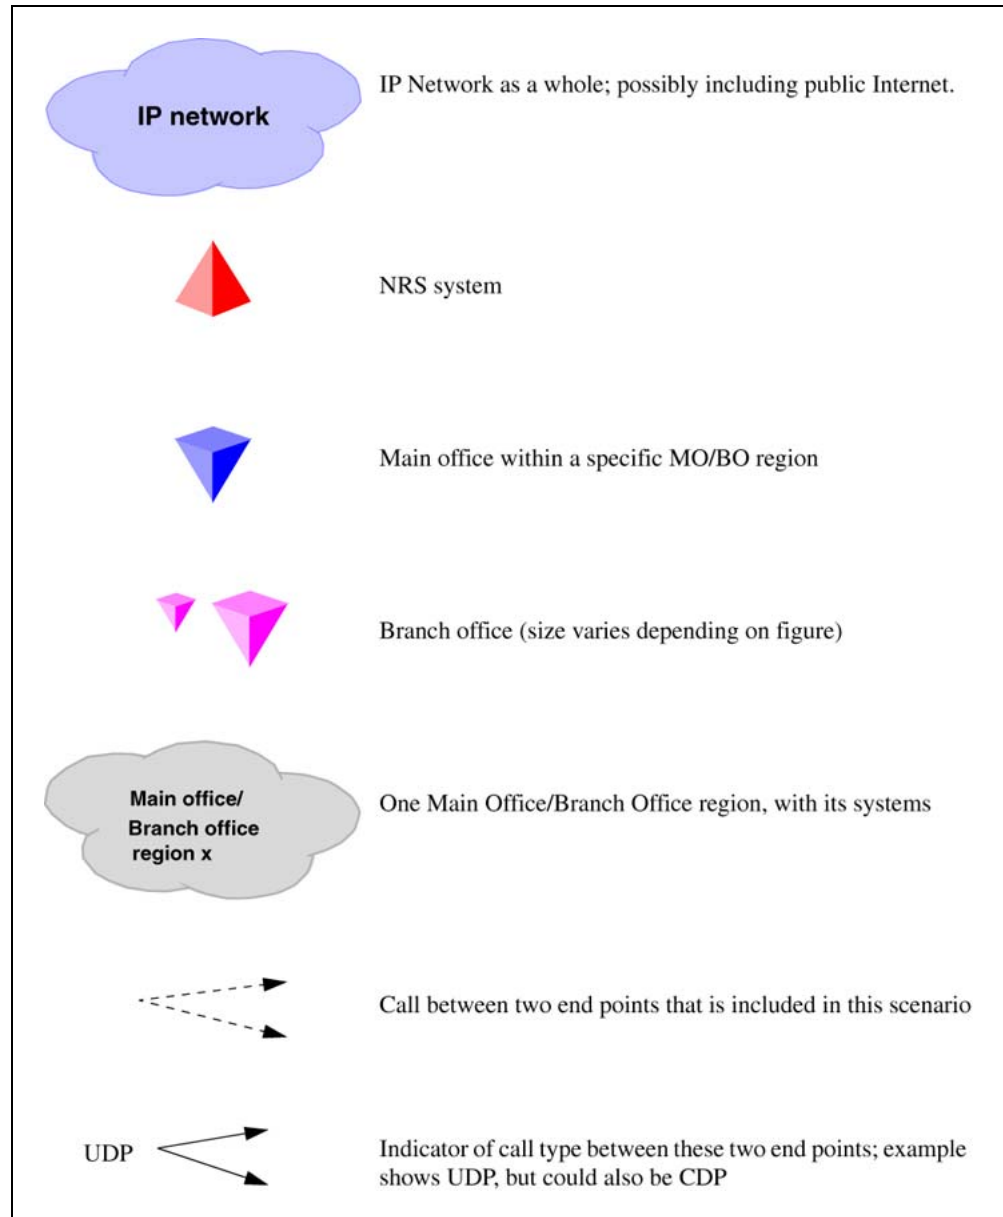 IP network
IP Network as a whole; possibly including public Internet.
NRS system
Main office within a specific MO/BO region
Branch office (size varies depending on figure)
Main office/
Branch office
region x
One Main Office/Branch Office region, with its systems
Call between two end points that is included in this scenario
UDP
Indicator of call type between these two end points; example
shows UDP, but could also be CDP